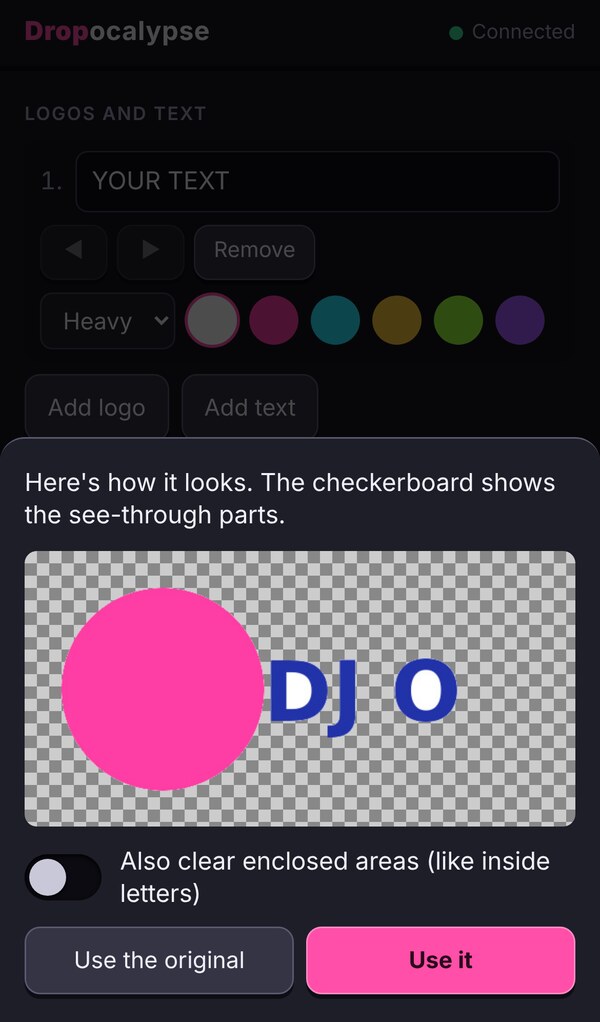 Dropocalypse
Connected
LOGOS AND TEXT
1. YOUR TEXT
Remove
Heavy
Add logo Add text
Here's how it looks. The checkerboard shows
the see-through parts.
DJ O
Also clear enclosed areas (like inside
letters)
Use the original Use it